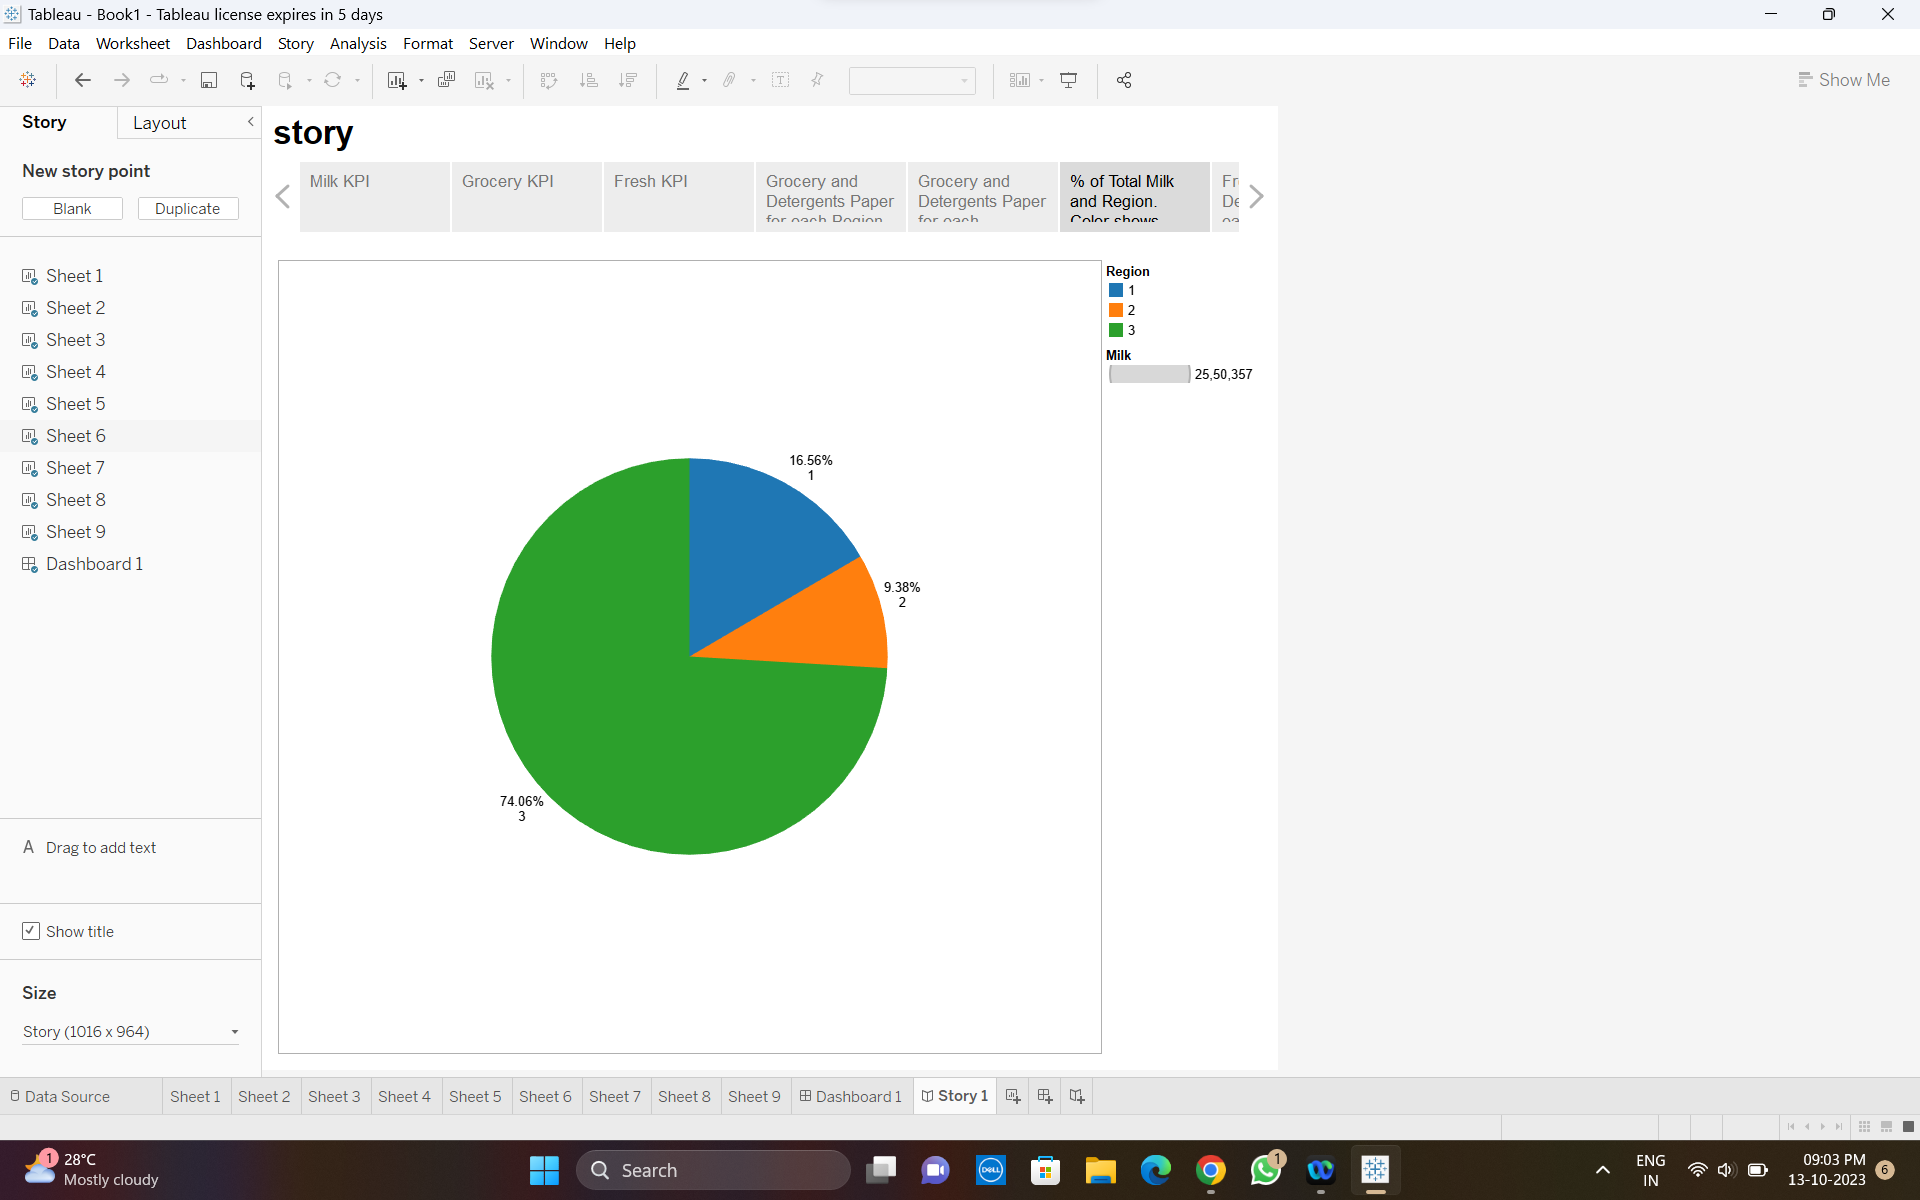 Tableau - Book1 - Tableau license expires in 5 days
File Data Worksheet Dashboard Story Analysis Format Server Window Help
Show Me
Story Layout
New story point
Blank Duplicate
Sheet 1
Sheet 2
Sheet 3
Sheet 4
Sheet 5
Sheet 6
Sheet 7
Sheet 8
Sheet 9
Dashboard 1
A Drag to add text
Show title
Size
Story (1016 x 964)
story
Milk KPI
Grocery KPI
Fresh KPI
Grocery and
Detergents Paper
for each Region
Grocery and
Detergents Paper
for each
% of Total Milk
and Region.
Color shows
Fr
De
Region
1
2
3
Milk
25,50,357
16.56%
1
9.38%
2
74.06%
3
Data Source Sheet 1 Sheet 2 Sheet 3 Sheet 4 Sheet 5 Sheet 6 Sheet 7 Sheet 8 Sheet 9 Dashboard 1 Story 1
1
28°C
Mostly cloudy
Search
DELL
1
ENG
IN
09:03 PM
13-10-2023
6